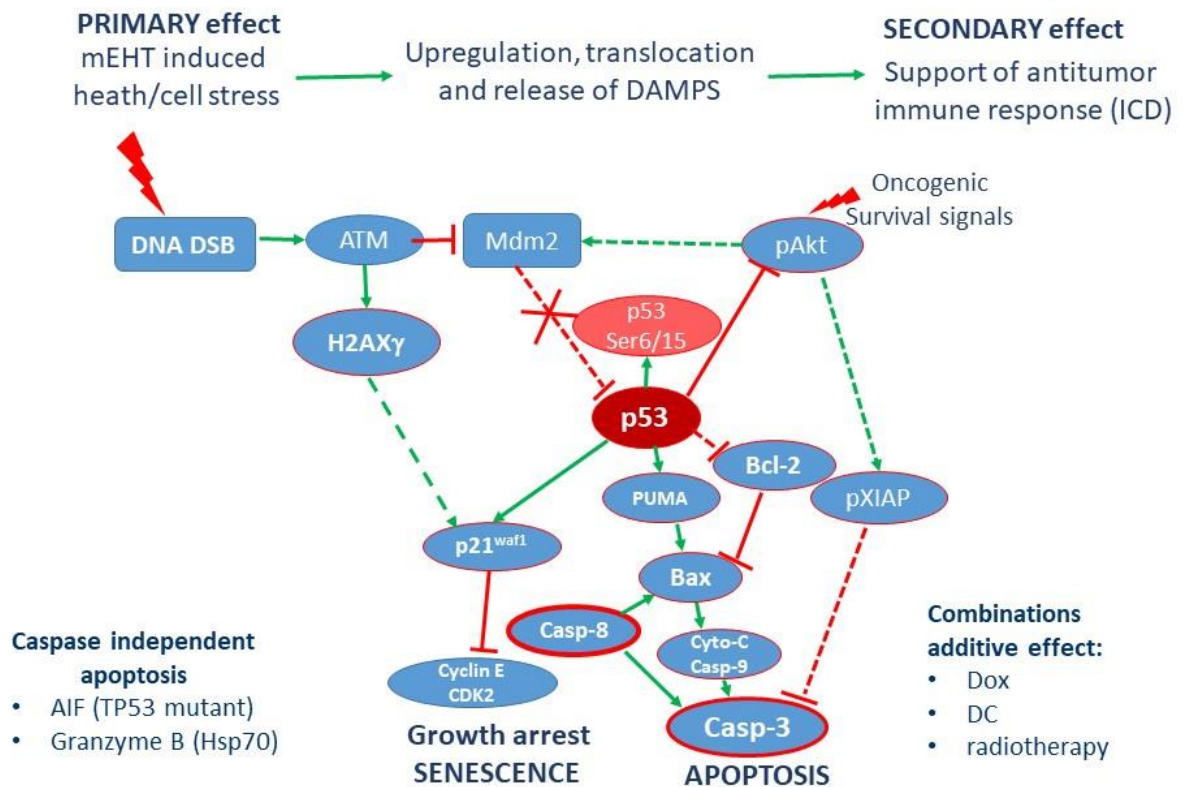 PRIMARY effect
mEHT induced
heath/cell stress
Upregulation, translocation
and release of DAMPS
SECONDARY effect
Support of antitumor
immune response (ICD)
Oncogenic
Survival signals
DNA DSB
ATM
Mdm2
pAkt
H2AXγ
p53
Ser6/15
p53
Bcl-2
PUMA
pXIAP
p21waf1
Bax
Casp-8
Cyto-C
Casp-9
Cyclin E
CDK2
Casp-3
Growth arrest
SENESCENCE
APOPTOSIS
Caspase independent
apoptosis
• AIF (TP53 mutant)
• Granzyme B (Hsp70)
Combinations
additive effect:
• Dox
• DC
• radiotherapy